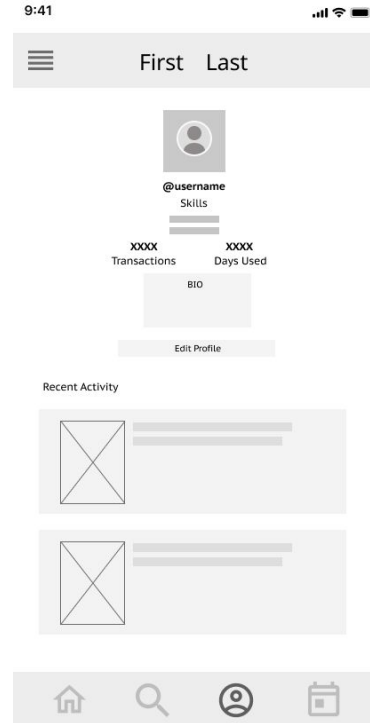 9:41
First Last
@username
Skills
XXXX XXXX
Transactions Days Used
BIO
Edit Profile
Recent Activity